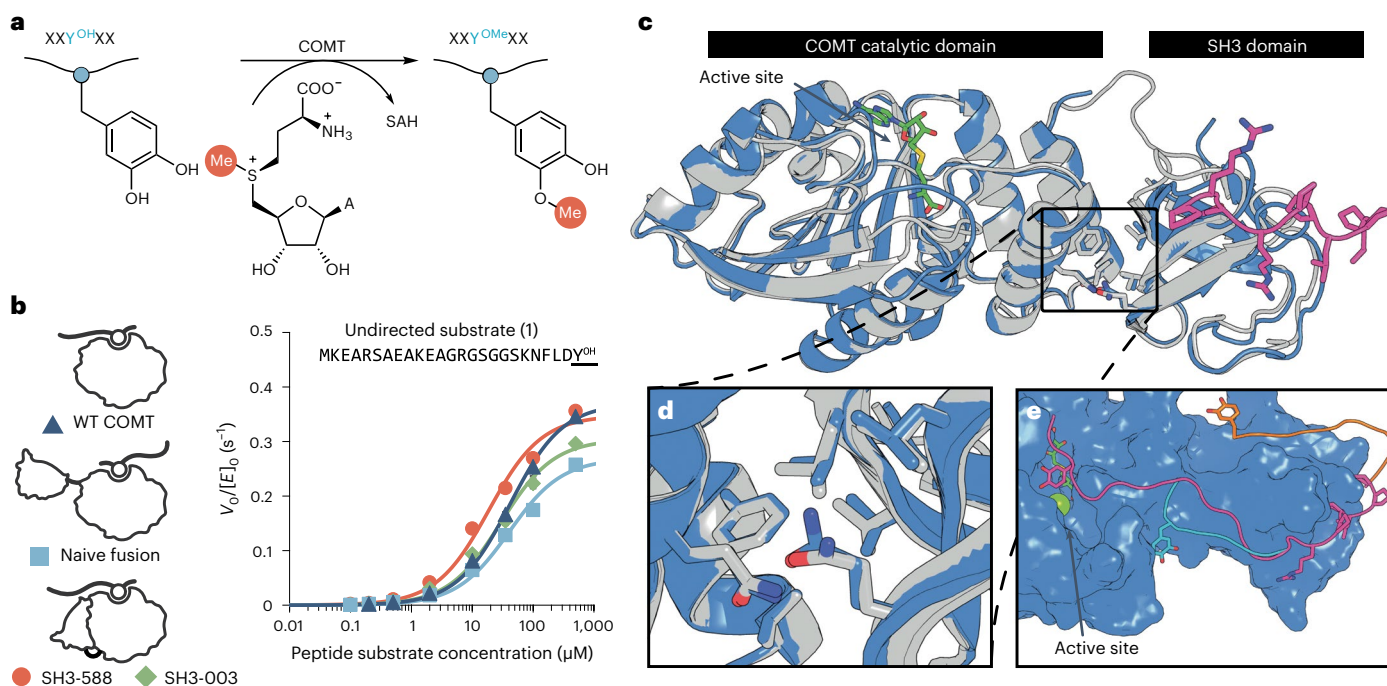 a
XXY^OH XX
COMT
XXY^OMe XX
COO⁻
+
NH₃
SAH
Me
+
S
O
A
HO
OH
OH
OH
OH
O
Me
b
WT COMT
Naive fusion
SH3-588
SH3-003
Undirected substrate (1)
MKEARSAEAKEAGRGSGGSKNFLDY^OH
V₀/[E]₀ (s⁻¹)
0.5
0.4
0.3
0.2
0.1
0
0.01
0.1
1
10
100
1,000
Peptide substrate concentration (µM)
c
COMT catalytic domain
SH3 domain
Active site
d
e
Active site